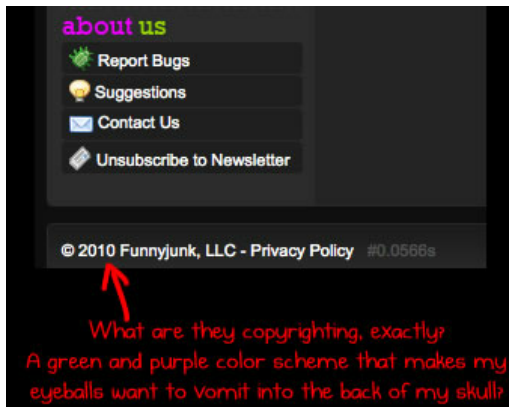 about us
Report Bugs
Suggestions
Contact Us
Unsubscribe to Newsletter
© 2010 Funnyjunk, LLC - Privacy Policy #0.0566s
What are they copyrighting, exactly?
A green and purple color scheme that makes my
eyeballs want to vomit into the back of my skull?